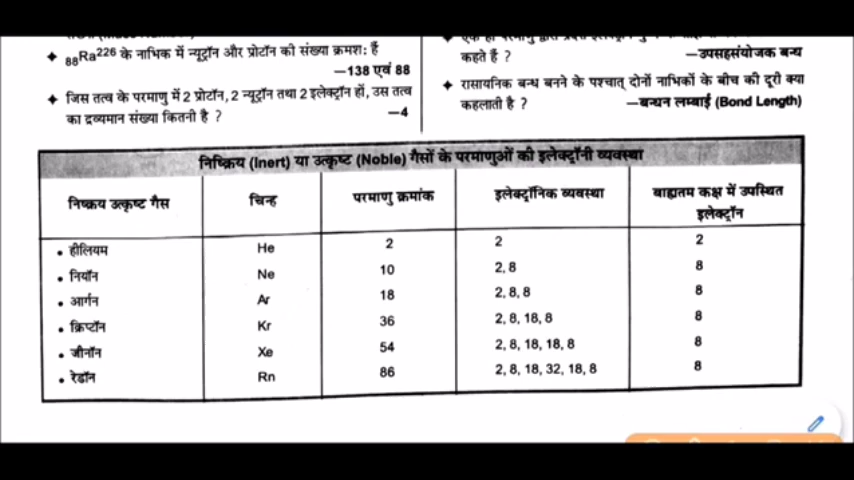 ₈₈Ra²²⁶ के नाभिक में न्यूट्रॉन और प्रोटॉन की संख्या क्रमशः हैं
—138 एवं 88
जिस तत्व के परमाणु में 2 प्रोटॉन, 2 न्यूट्रॉन तथा 2 इलेक्ट्रॉन हों, उस तत्व
का द्रव्यमान संख्या कितनी है ? —4
कहते हैं ? —उपसहसंयोजक बन्ध
रासायनिक बन्ध बनने के पश्चात् दोनों नाभिकों के बीच की दूरी क्या
कहलाती है ? —बन्धन लम्बाई (Bond Length)
निष्क्रिय (Inert) या उत्कृष्ट (Noble) गैसों के परमाणुओं की इलेक्ट्रॉनी व्यवस्था
निष्क्रय उत्कृष्ट गैस चिन्ह परमाणु क्रमांक इलेक्ट्रॉनिक व्यवस्था बाह्यतम कक्ष में उपस्थित
इलेक्ट्रॉन
• हीलियम He 2 2 2
• नियॉन Ne 10 2, 8 8
• आर्गन Ar 18 2, 8, 8 8
• क्रिप्टॉन Kr 36 2, 8, 18, 8 8
• जीनॉन Xe 54 2, 8, 18, 18, 8 8
• रेडॉन Rn 86 2, 8, 18, 32, 18, 8 8